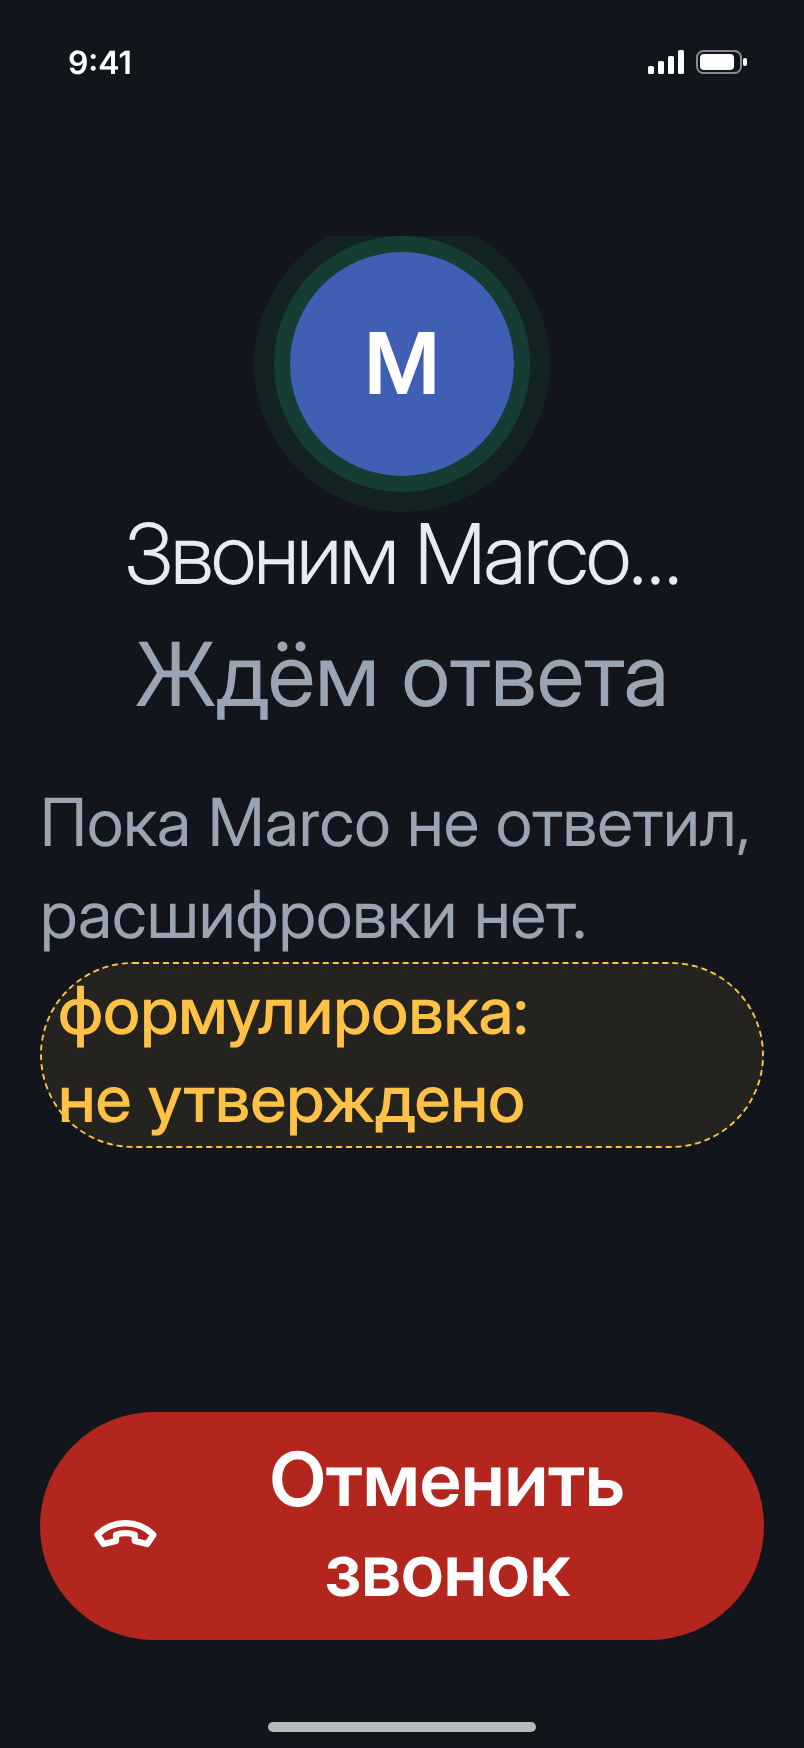 9:41
M
Звоним Marco...
Ждём ответа
Пока Marco не ответил,
расшифровки нет.
формулировка:
не утверждено
Отменить
звонок